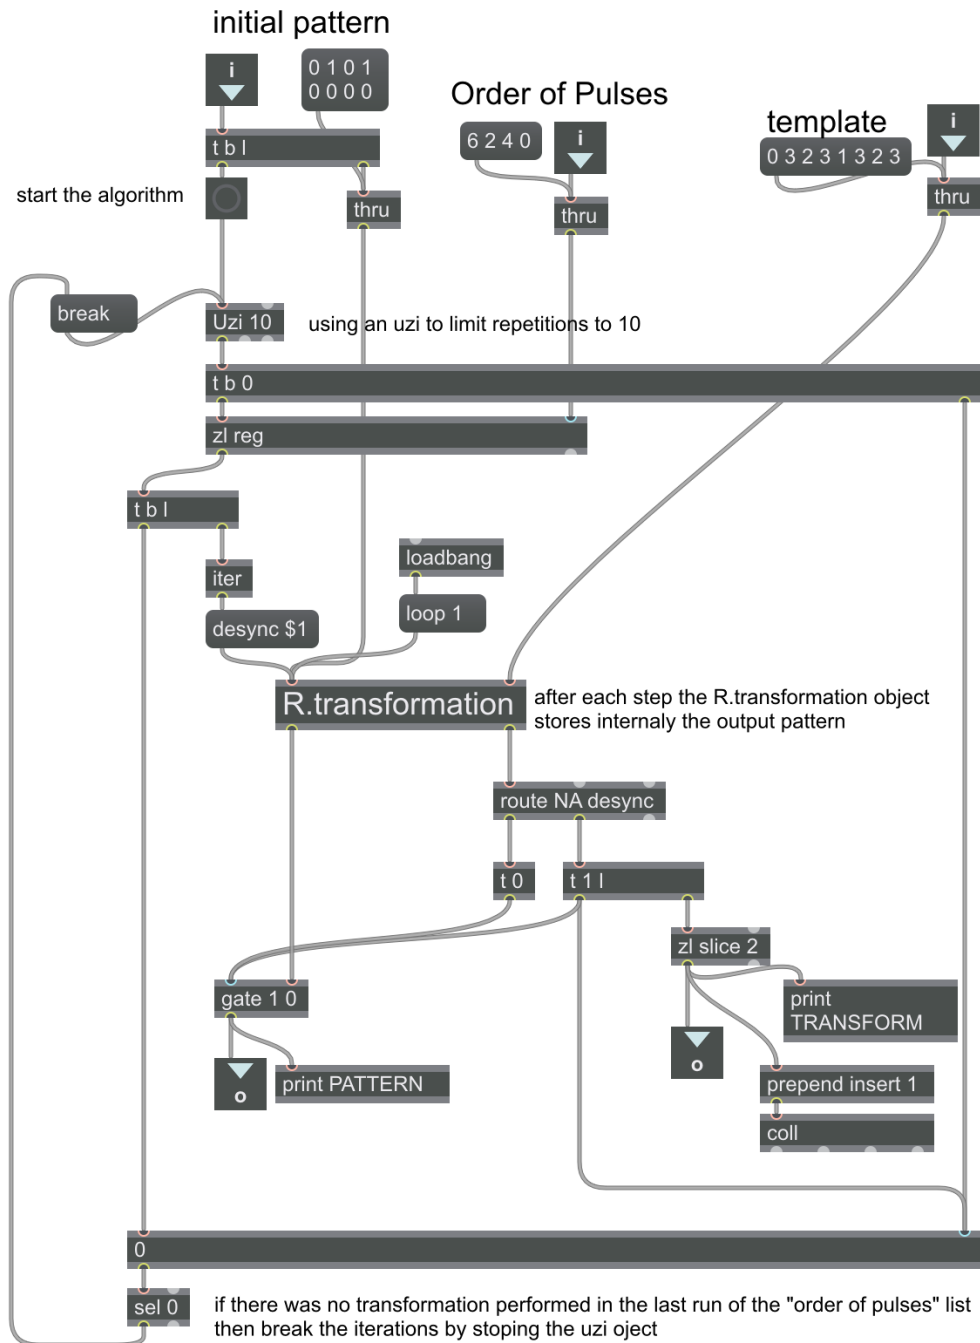 initial pattern
i
0 1 0 1
0 0 0 0
Order of Pulses
6 2 4 0
i
template
i
0 3 2 3 1 3 2 3
t b l
start the algorithm
thru
thru
thru
break
Uzi 10
using an uzi to limit repetitions to 10
t b 0
zl reg
t b l
iter
loadbang
desync $1
loop 1
R.transformation
after each step the R.transformation object
stores internaly the output pattern
route NA desync
t 0
t 1 l
zl slice 2
gate 1 0
print
TRANSFORM
o
o
print PATTERN
prepend insert 1
coll
0
sel 0
if there was no transformation performed in the last run of the "order of pulses" list
then break the iterations by stoping the uzi oject